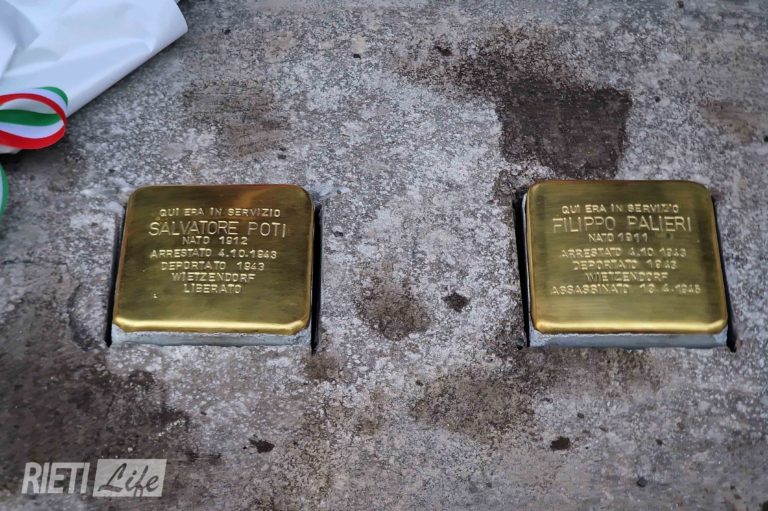 QUI ERA IN SERVIZIO
SALVATORE POTI
NATO 1912
ARRESTATO 4.10.1943
DEPORTATO 1943
WIETZENDORF
LIBERATO
QUI ERA IN SERVIZIO
FILIPPO PALIERI
NATO 1911
ARRESTATO 4.10.1943
DEPORTATO 1943
WIETZENDORF
ASSASSINATO 13.4.1945
RIETI Life